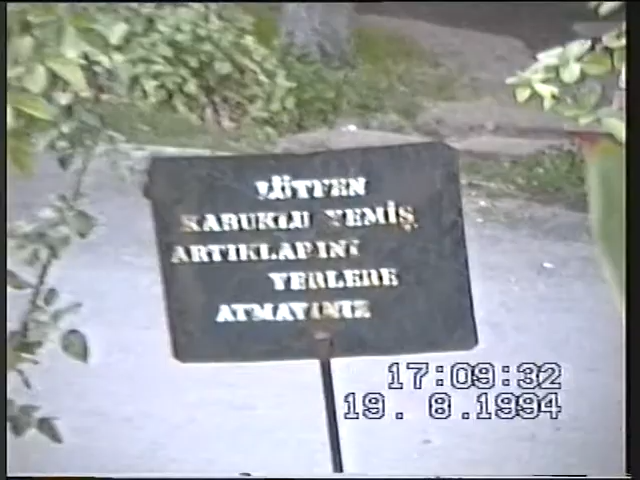 LÜTFEN
KABUKLU YEMİŞ
ARTIKLARINI
YERLERE
ATMAYINIZ
17:09:32
19. 8.1994